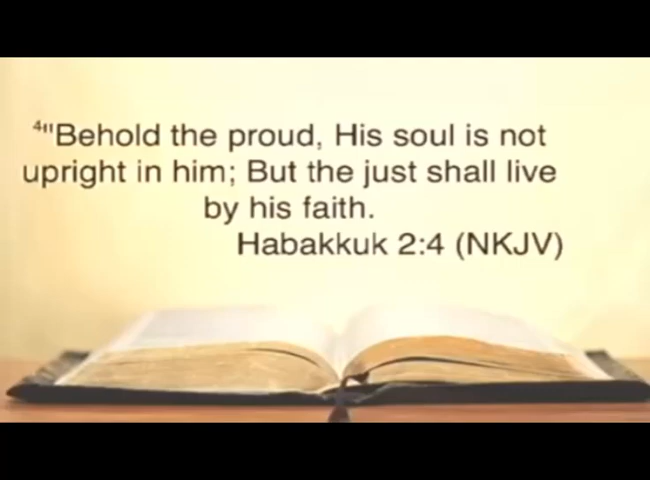 4"Behold the proud, His soul is not
upright in him; But the just shall live
by his faith.
Habakkuk 2:4 (NKJV)